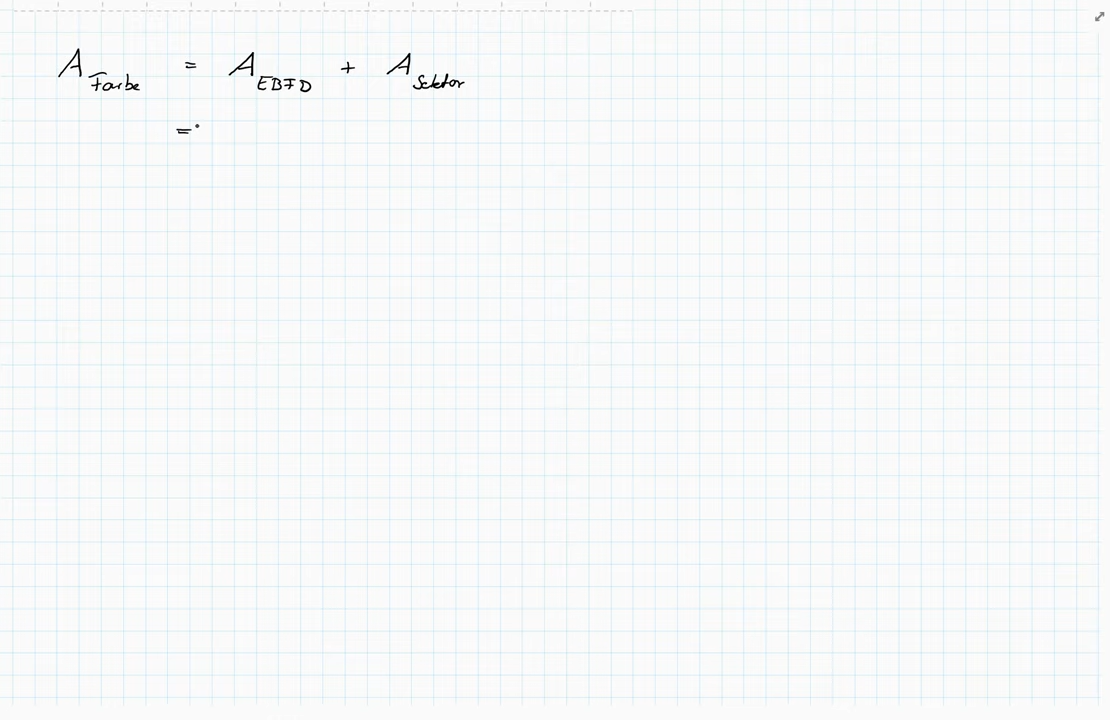 A_Farbe = A_EBFD + A_Sektor
=